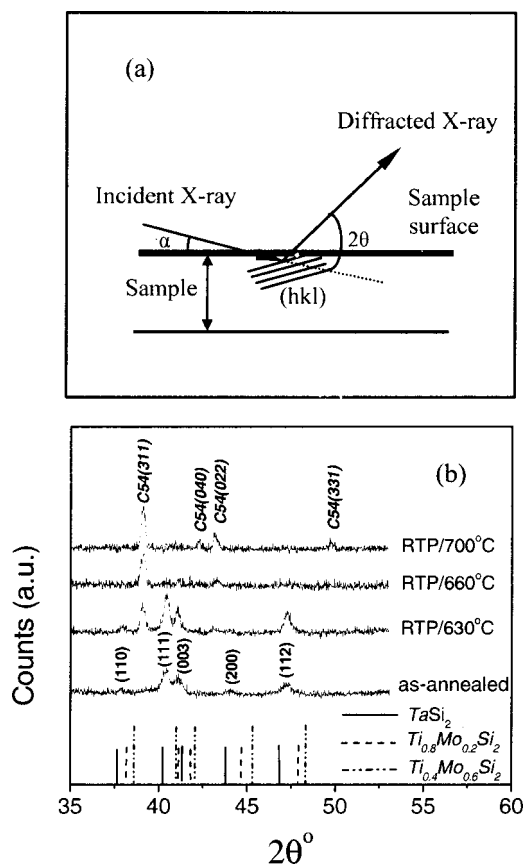 (a)
Diffracted X-ray
Incident X-ray
Sample surface
α
2θ
Sample
(hkl)
(b)
C54(311)
C54(040)
C54(022)
C54(331)
RTP/700°C
RTP/660°C
RTP/630°C
(110)
(111)
(003)
(200)
(112)
as-annealed
TaSi2
Ti0.8Mo0.2Si2
Ti0.4Mo0.6Si2
Counts (a.u.)
35 40 45 50 55 60
2θ°